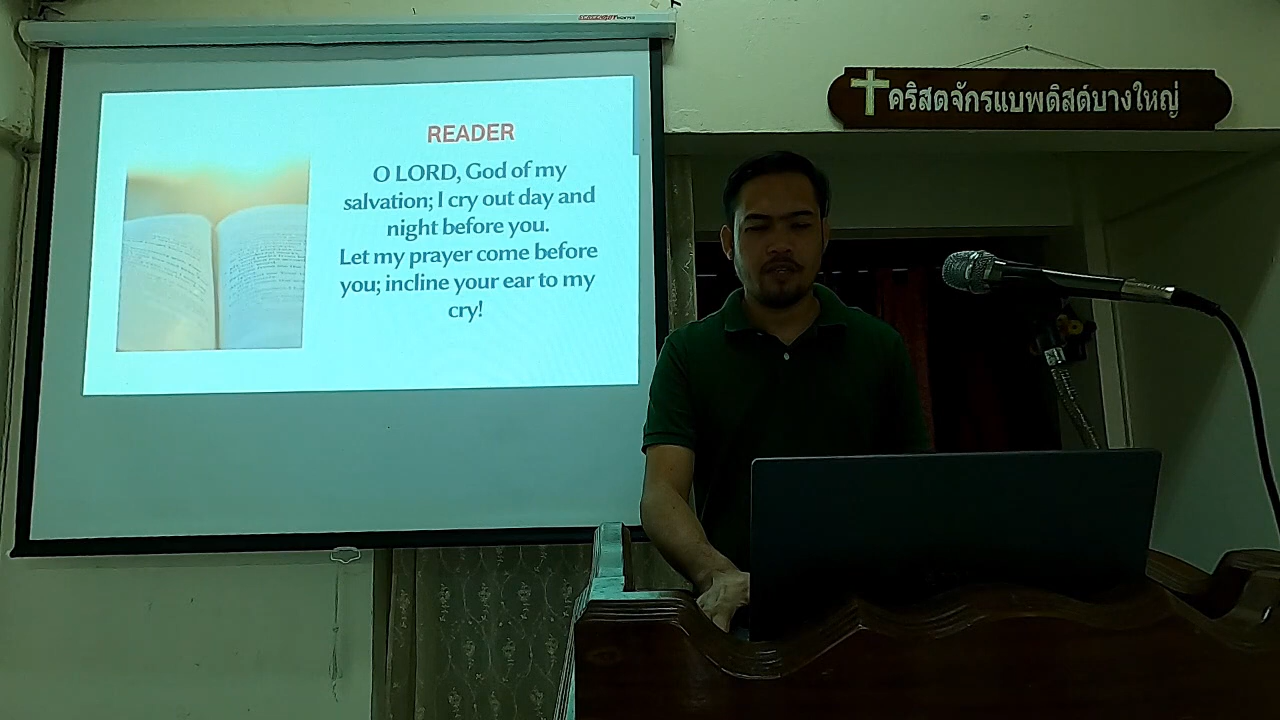 READER
O LORD, God of my
salvation; I cry out day and
night before you.
Let my prayer come before
you; incline your ear to my
cry!
คริสตจักรแบพติสต์บางใหญ่